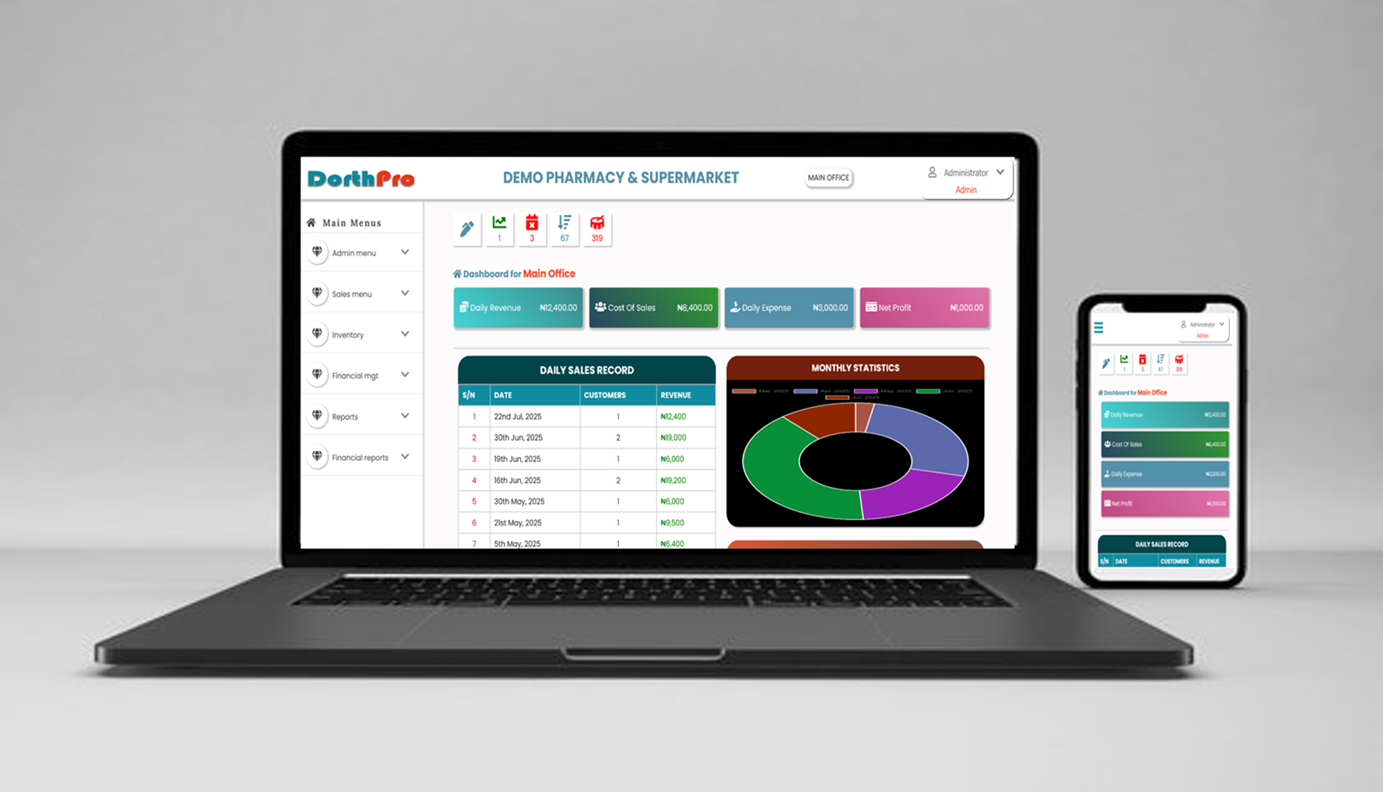 DorthPro
DEMO PHARMACY & SUPERMARKET
MAIN OFFICE
Administrator
Admin
Main Menus
Admin menu
Sales menu
Inventory
Financial mgt
Reports
Financial reports
1
3
67
319
Dashboard for Main Office
Daily Revenue ₦12,400.00
Cost Of Sales ₦8,400.00
Daily Expense ₦3,000.00
Net Profit ₦1,000.00
DAILY SALES RECORD
S/N DATE CUSTOMERS REVENUE
1 22nd Jul, 2025 1 ₦12,400
2 30th Jun, 2025 2 ₦19,000
3 19th Jun, 2025 1 ₦6,000
4 16th Jun, 2025 2 ₦19,200
5 30th May, 2025 1 ₦6,000
6 21st May, 2025 1 ₦9,500
7 5th May, 2025 1 ₦6,400
MONTHLY STATISTICS
Administrator
Admin
1
3
67
319
Dashboard for Main Office
Daily Revenue ₦12,400.00
Cost Of Sales ₦8,400.00
Daily Expense ₦3,000.00
Net Profit ₦1,000.00
DAILY SALES RECORD
S/N DATE CUSTOMERS REVENUE